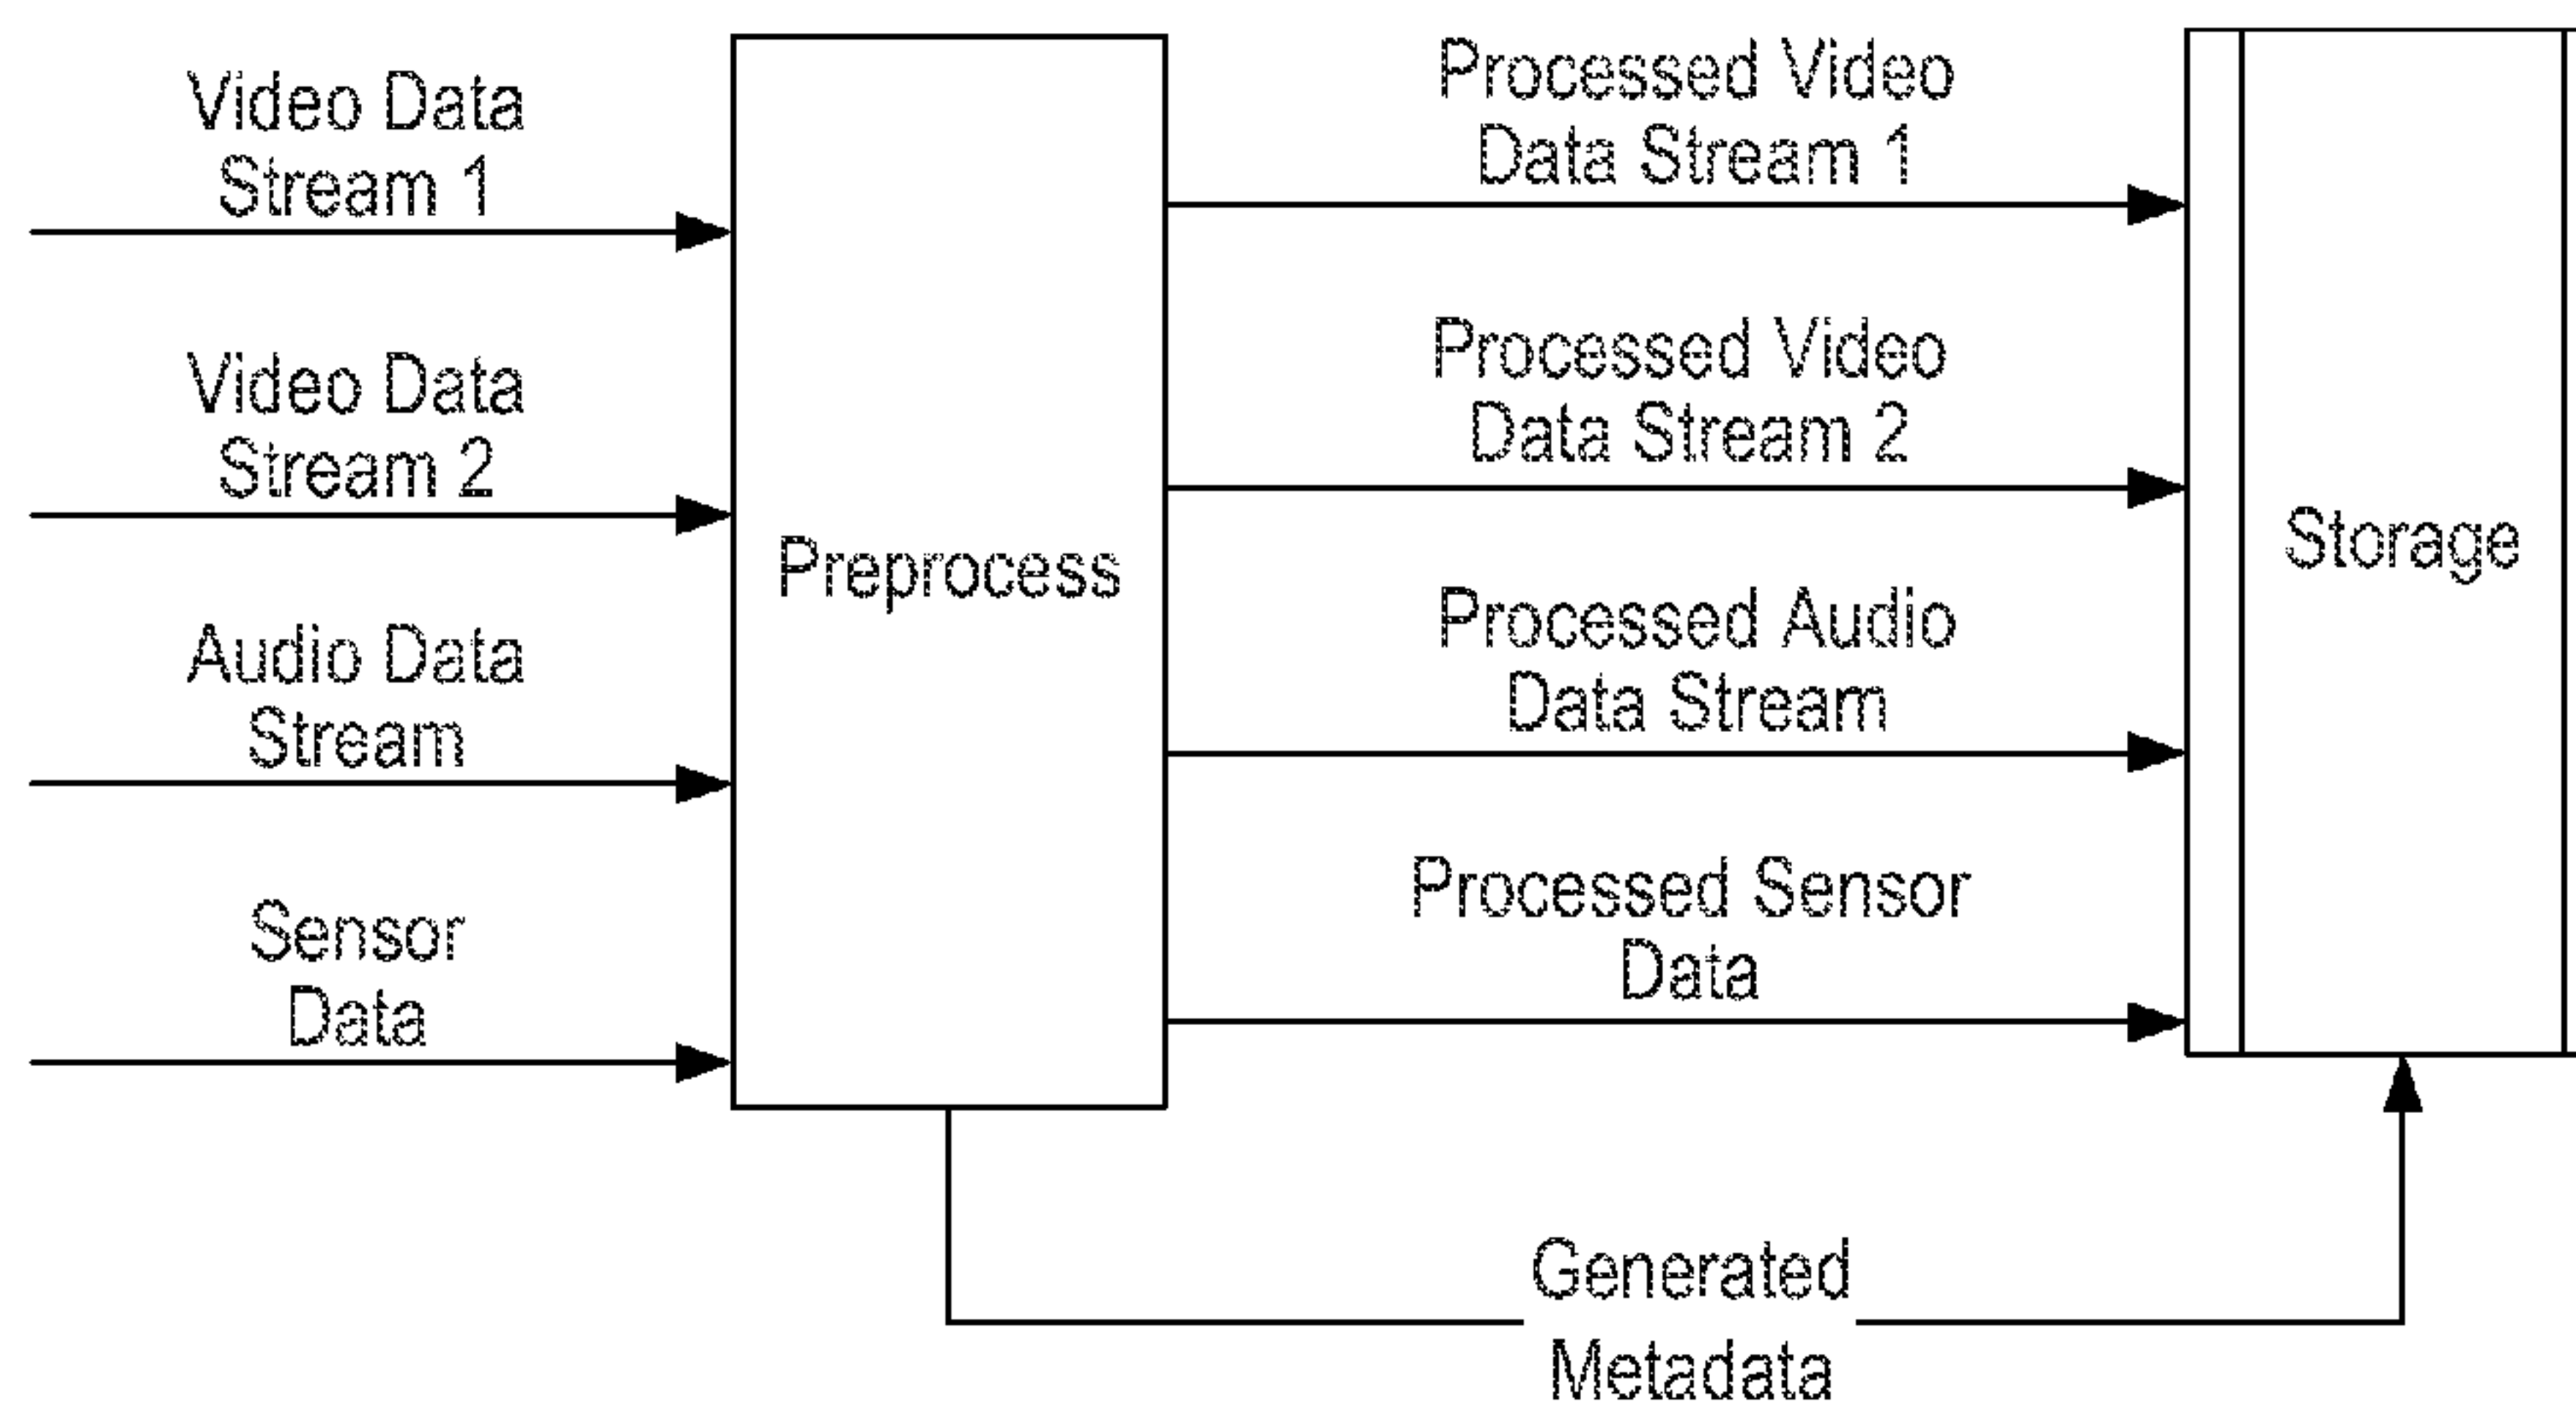 Video Data
Stream 1
Video Data
Stream 2
Audio Data
Stream
Sensor
Data
Preprocess
Processed Video
Data Stream 1
Processed Video
Data Stream 2
Processed Audio
Data Stream
Processed Sensor
Data
Generated
Metadata
Storage